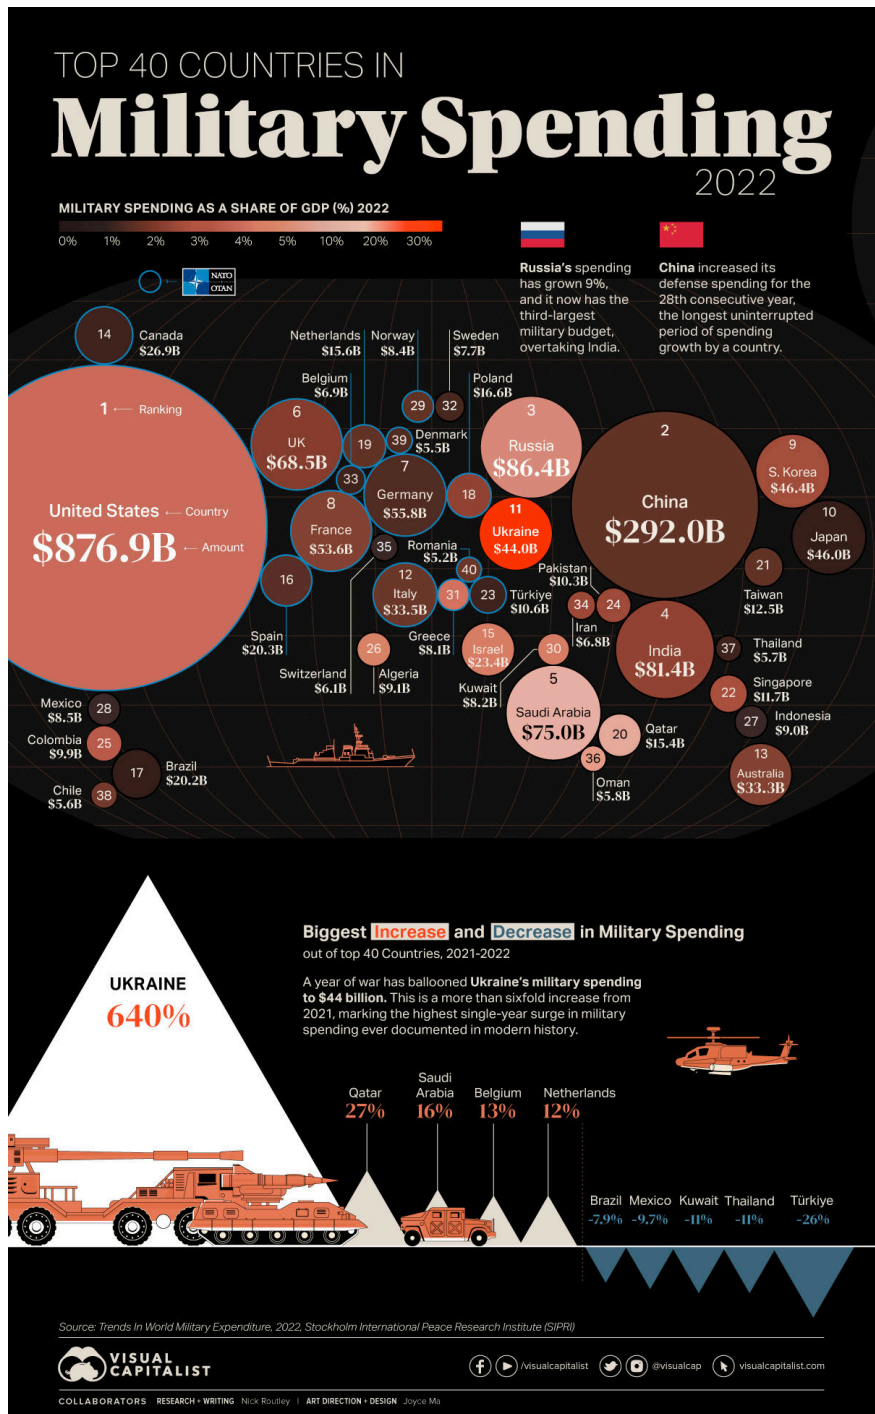 TOP 40 COUNTRIES IN
Military Spending
2022
MILITARY SPENDING AS A SHARE OF GDP (%) 2022
0% 1% 2% 3% 4% 5% 10% 20% 30%
NATO
OTAN
Russia's spending
has grown 9%,
and it now has the
third-largest
military budget,
overtaking India.
China increased its
defense spending for the
28th consecutive year,
the longest uninterrupted
period of spending
growth by a country.
14
Canada
$26.9B
1 ← Ranking
United States ← Country
$876.9B ← Amount
Netherlands
$15.6B
19
Norway
$8.4B
29
Sweden
$7.7B
32
Belgium
$6.9B
33
Poland
$16.6B
18
6
UK
$68.5B
39
Denmark
$5.5B
7
Germany
$55.8B
8
France
$53.6B
3
Russia
$86.4B
2
China
$292.0B
9
S. Korea
$46.4B
10
Japan
$46.0B
11
Ukraine
$44.0B
35
Switzerland
$6.1B
Romania
$5.2B
40
16
Spain
$20.3B
12
Italy
$33.5B
31
Greece
$8.1B
23
Türkiye
$10.6B
Pakistan
$10.3B
24
34
Iran
$6.8B
21
Taiwan
$12.5B
4
India
$81.4B
15
Israel
$23.4B
26
Algeria
$9.1B
30
Kuwait
$8.2B
37
Thailand
$5.7B
22
Singapore
$11.7B
27
Indonesia
$9.0B
5
Saudi Arabia
$75.0B
20
Qatar
$15.4B
36
Oman
$5.8B
13
Australia
$33.3B
Mexico
$8.5B
28
Colombia
$9.9B
25
17
Brazil
$20.2B
Chile
$5.6B
38
Biggest Increase and Decrease in Military Spending
out of top 40 Countries, 2021-2022
A year of war has ballooned Ukraine's military spending
to $44 billion. This is a more than sixfold increase from
2021, marking the highest single-year surge in military
spending ever documented in modern history.
UKRAINE
640%
Qatar
27%
Saudi
Arabia
16%
Belgium
13%
Netherlands
12%
Brazil Mexico Kuwait Thailand Türkiye
-7.9% -9.7% -11% -11% -26%
Source: Trends In World Military Expenditure, 2022, Stockholm International Peace Research Institute (SIPRI)
VISUAL
CAPITALIST
/visualcapitalist @visualcap visualcapitalist.com
COLLABORATORS RESEARCH + WRITING Nick Routley | ART DIRECTION + DESIGN Joyce Ma